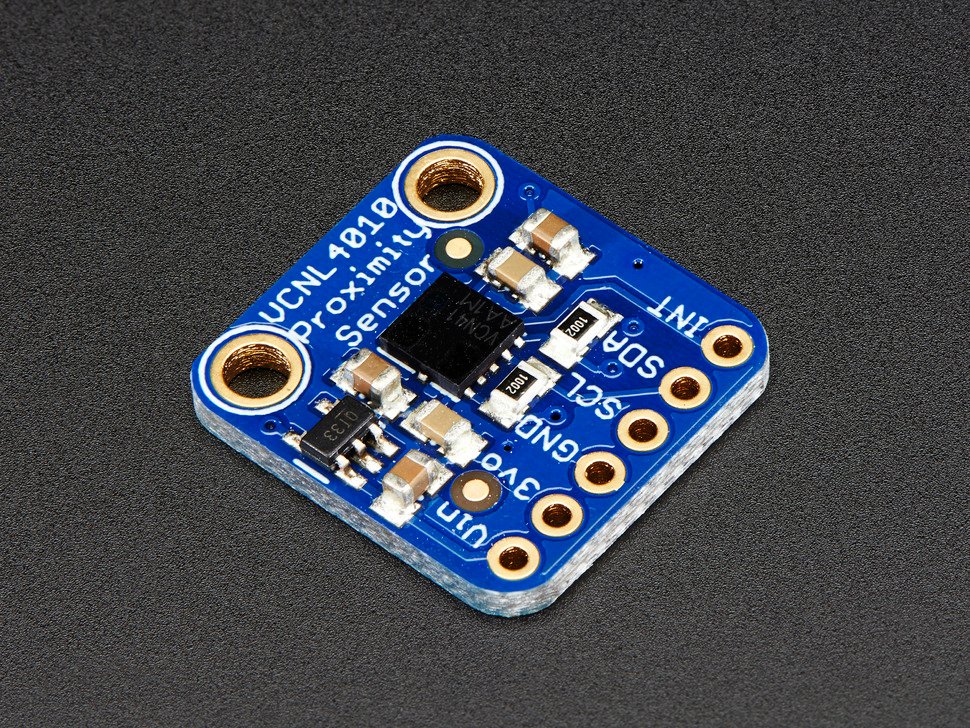 VCNL4010
Proximity
Sensor
INT
SDA
SCL
GND
3vo
Vin
1002
1002